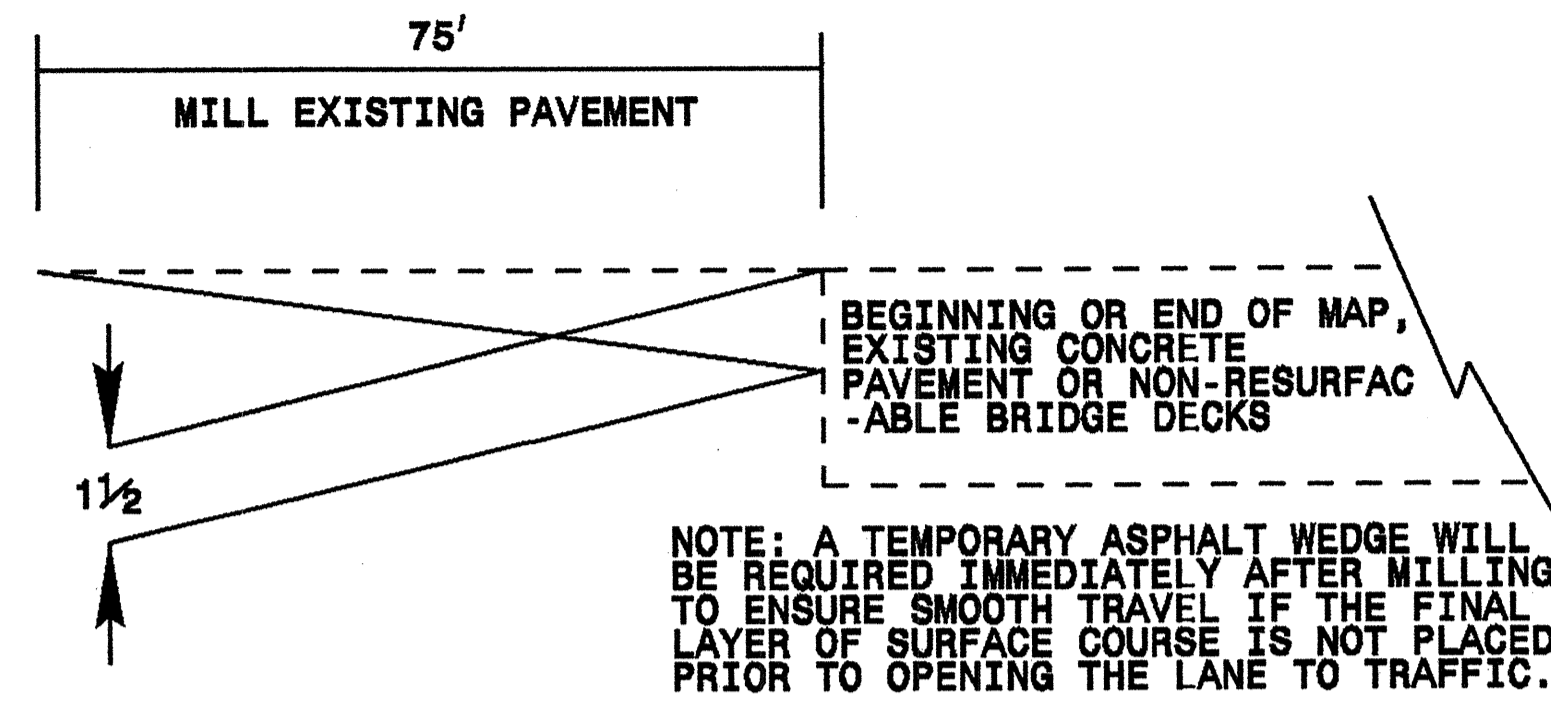 75'
MILL EXISTING PAVEMENT
BEGINNING OR END OF MAP,
EXISTING CONCRETE
PAVEMENT OR NON-RESURFAC
-ABLE BRIDGE DECKS
1½
NOTE: A TEMPORARY ASPHALT WEDGE WILL
BE REQUIRED IMMEDIATELY AFTER MILLING
TO ENSURE SMOOTH TRAVEL IF THE FINAL
LAYER OF SURFACE COURSE IS NOT PLACED
PRIOR TO OPENING THE LANE TO TRAFFIC.